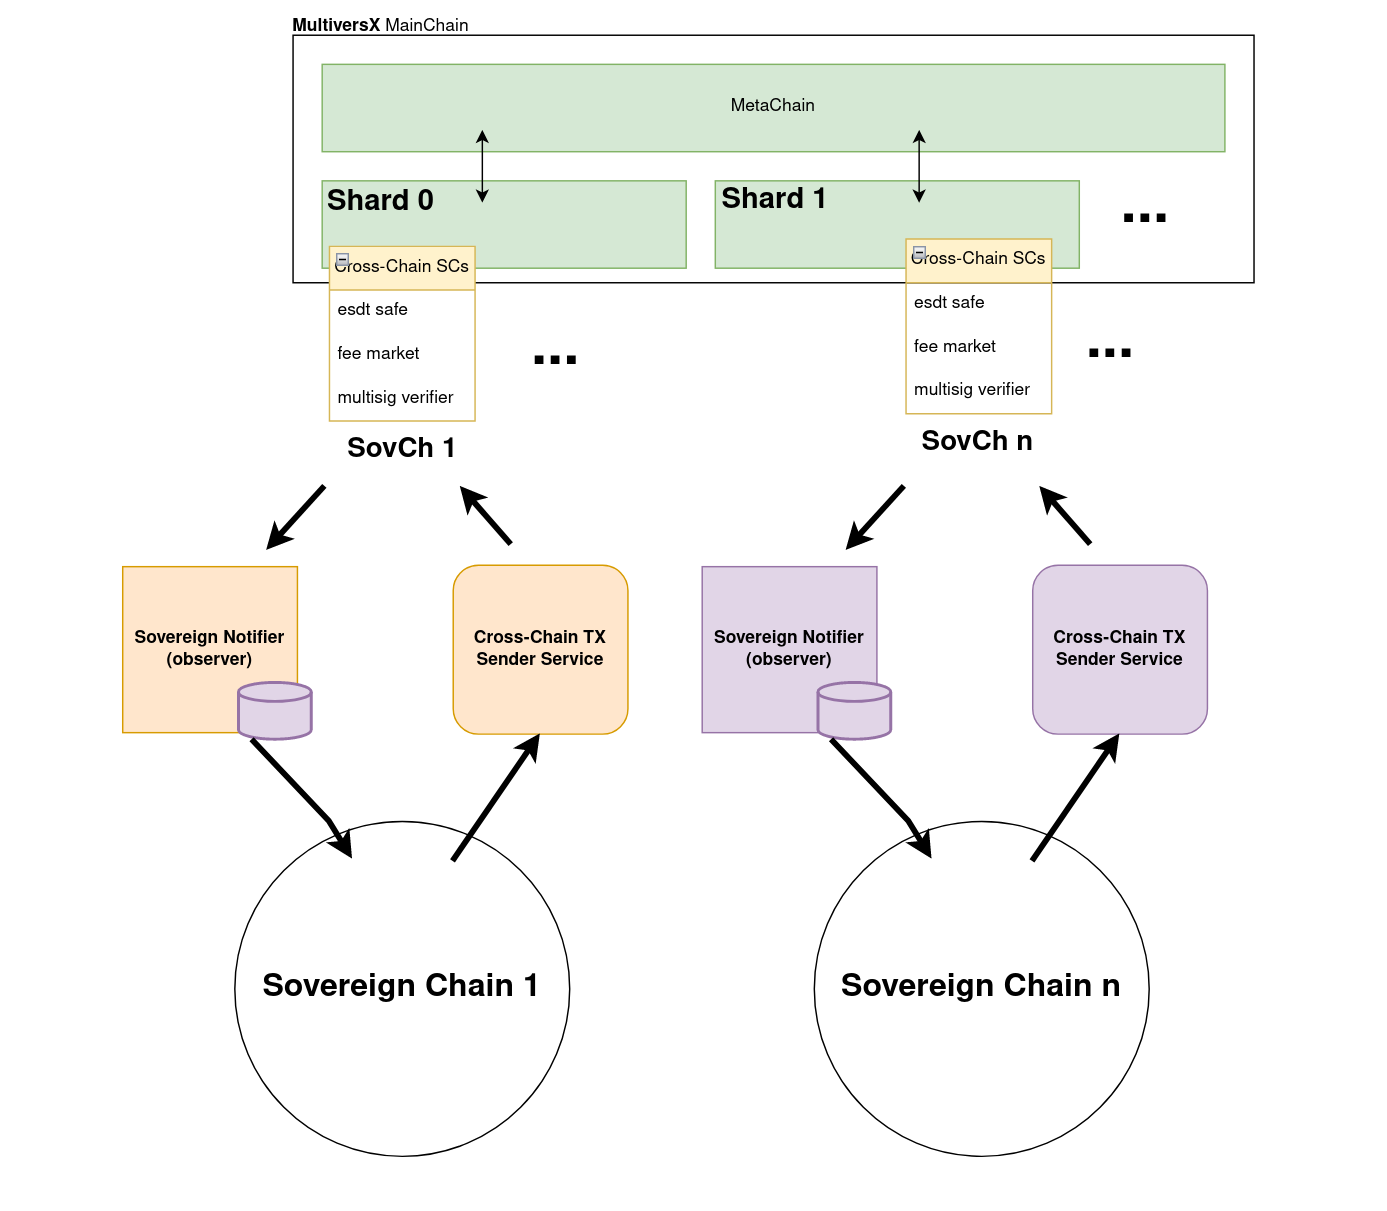 MultiversX MainChain
MetaChain
Shard 0
Shard 1
...
Cross-Chain SCs
esdt safe
fee market
multisig verifier
...
Cross-Chain SCs
esdt safe
fee market
multisig verifier
...
SovCh 1
SovCh n
Sovereign Notifier
(observer)
Cross-Chain TX
Sender Service
Sovereign Notifier
(observer)
Cross-Chain TX
Sender Service
Sovereign Chain 1
Sovereign Chain n